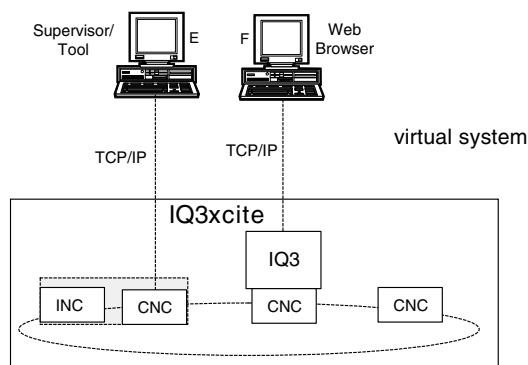 Supervisor/
Tool
E
F
Web
Browser
TCP/IP
TCP/IP
virtual system
IQ3xcite
IQ3
INC
CNC
CNC
CNC